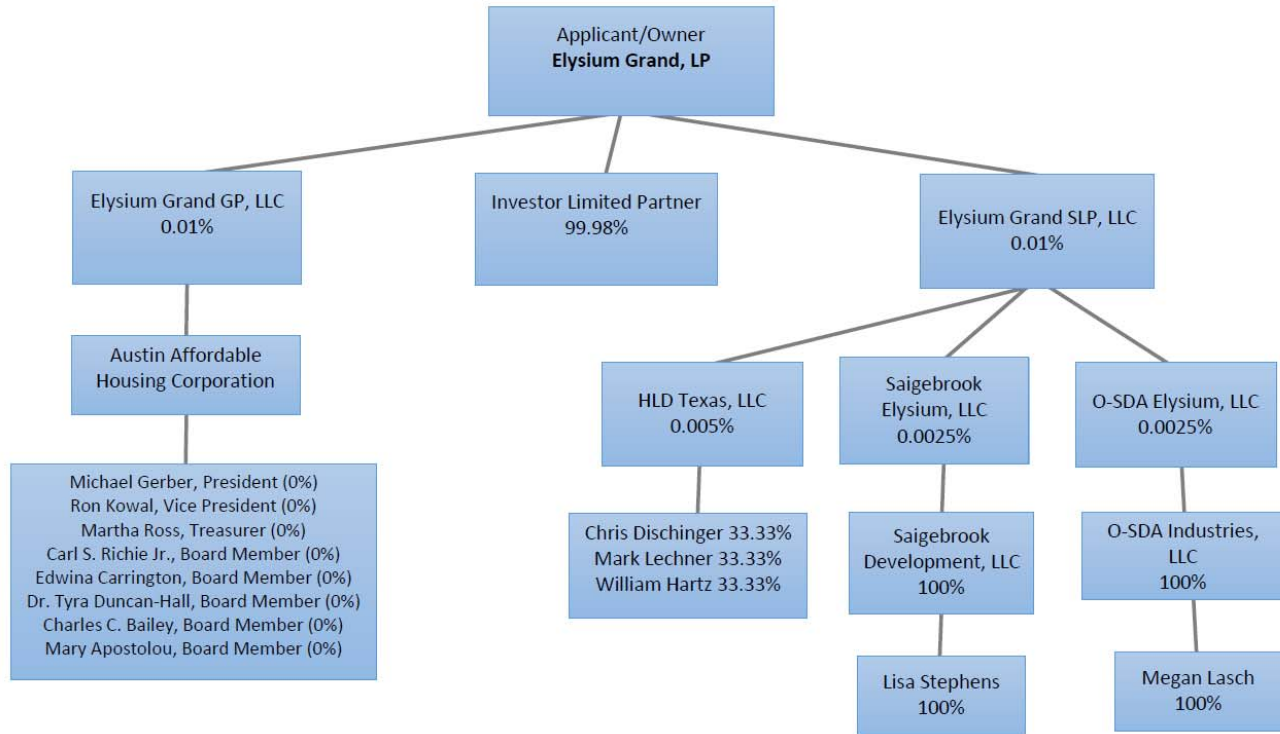 Applicant/Owner
Elysium Grand, LP
Elysium Grand GP, LLC
0.01%
Investor Limited Partner
99.98%
Elysium Grand SLP, LLC
0.01%
Austin Affordable
Housing Corporation
HLD Texas, LLC
0.005%
Saigebrook
Elysium, LLC
0.0025%
O-SDA Elysium, LLC
0.0025%
Michael Gerber, President (0%)
Ron Kowal, Vice President (0%)
Martha Ross, Treasurer (0%)
Carl S. Richie Jr., Board Member (0%)
Edwina Carrington, Board Member (0%)
Dr. Tyra Duncan-Hall, Board Member (0%)
Charles C. Bailey, Board Member (0%)
Mary Apostolou, Board Member (0%)
Chris Dischinger 33.33%
Mark Lechner 33.33%
William Hartz 33.33%
Saigebrook
Development, LLC
100%
O-SDA Industries,
LLC
100%
Lisa Stephens
100%
Megan Lasch
100%